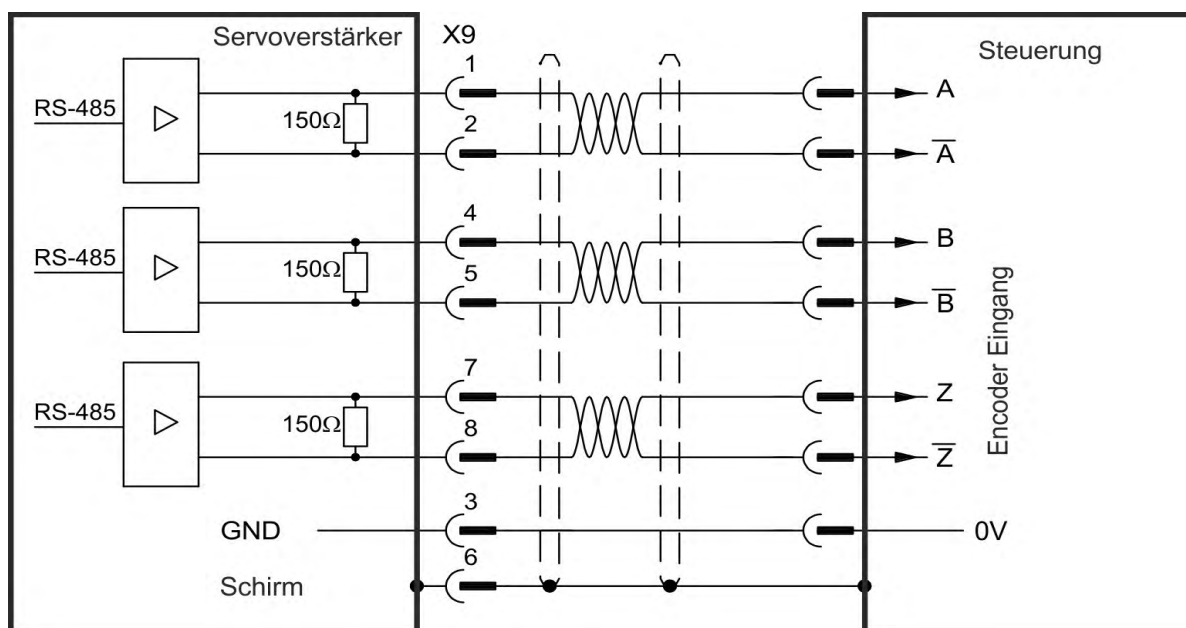 Servoverstärker
X9
Steuerung
1
A
RS-485
150Ω
2
A̅
4
B
RS-485
150Ω
5
B̅
Encoder Eingang
7
Z
RS-485
150Ω
8
Z̅
3
GND
0V
6
Schirm